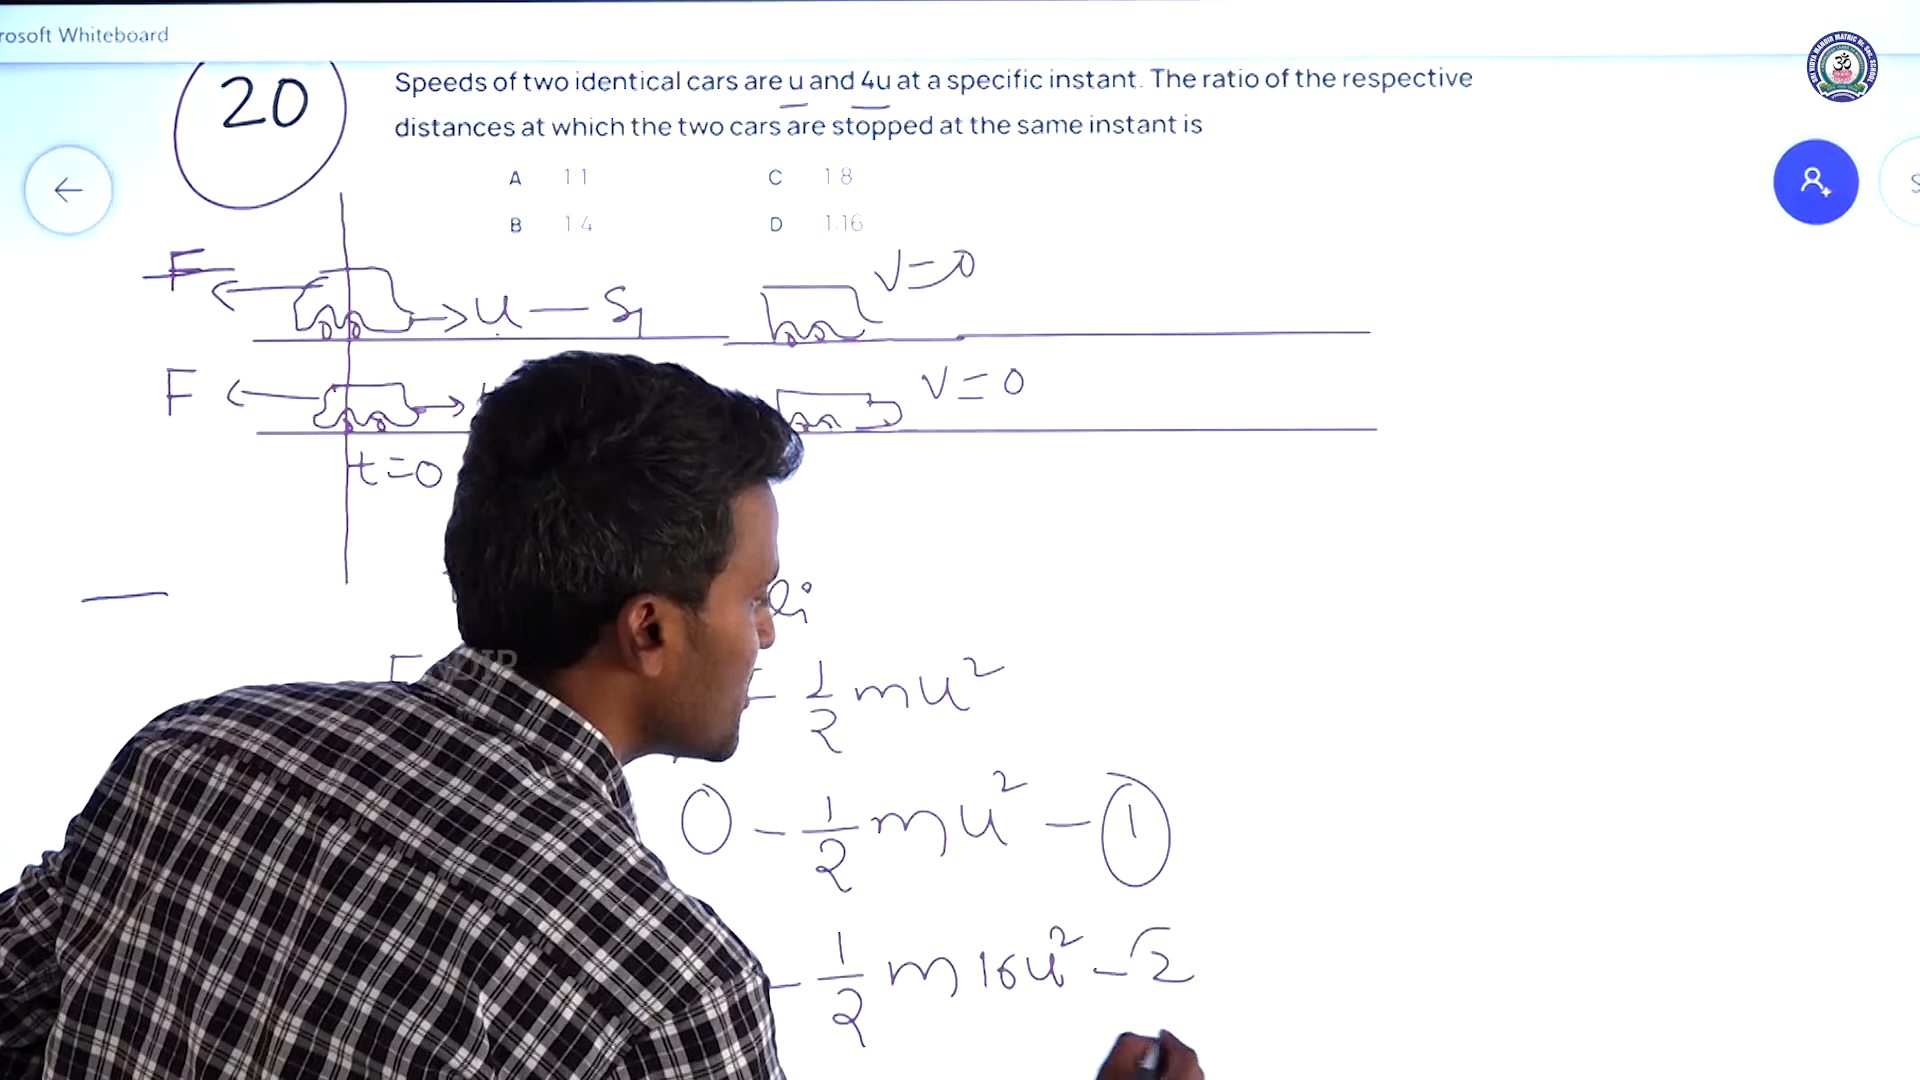 rosoft Whiteboard
20
Speeds of two identical cars are u and 4u at a specific instant. The ratio of the respective
distances at which the two cars are stopped at the same instant is
A 1 1
C 1 8
B 1 4
D 1.16
F
u — S1
V=0
F
V=0
t=0
- 1/2 mu²
0 - 1/2 mu² - 1
- 1/2 m 16u² - 2